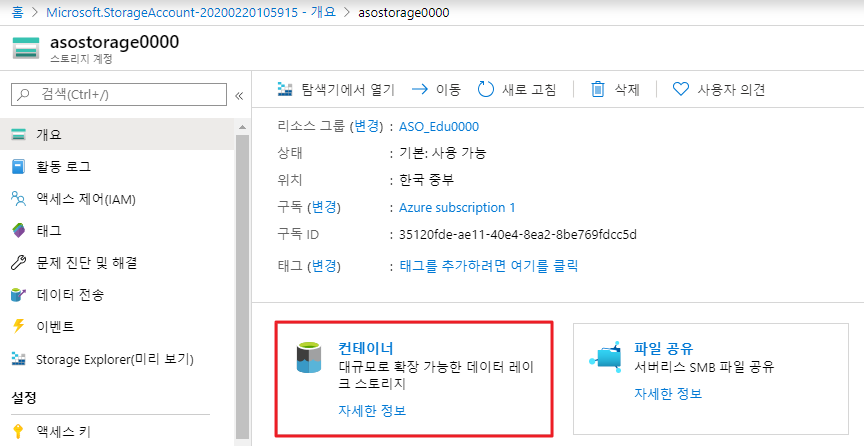 홈 > Microsoft.StorageAccount-20200220105915 - 개요 > asostorage0000
asostorage0000
스토리지 계정
검색(Ctrl+/)
«
개요
활동 로그
액세스 제어(IAM)
태그
문제 진단 및 해결
데이터 전송
이벤트
Storage Explorer(미리 보기)
설정
액세스 키
탐색기에서 열기 이동 새로 고침 삭제 사용자 의견
리소스 그룹 (변경) : ASO_Edu0000
상태 : 기본: 사용 가능
위치 : 한국 중부
구독 (변경) : Azure subscription 1
구독 ID : 35120fde-ae11-40e4-8ea2-8be769fdcc5d
태그 (변경) : 태그를 추가하려면 여기를 클릭
컨테이너
대규모로 확장 가능한 데이터 레이
크 스토리지
자세한 정보
파일 공유
서버리스 SMB 파일 공유
자세한 정보